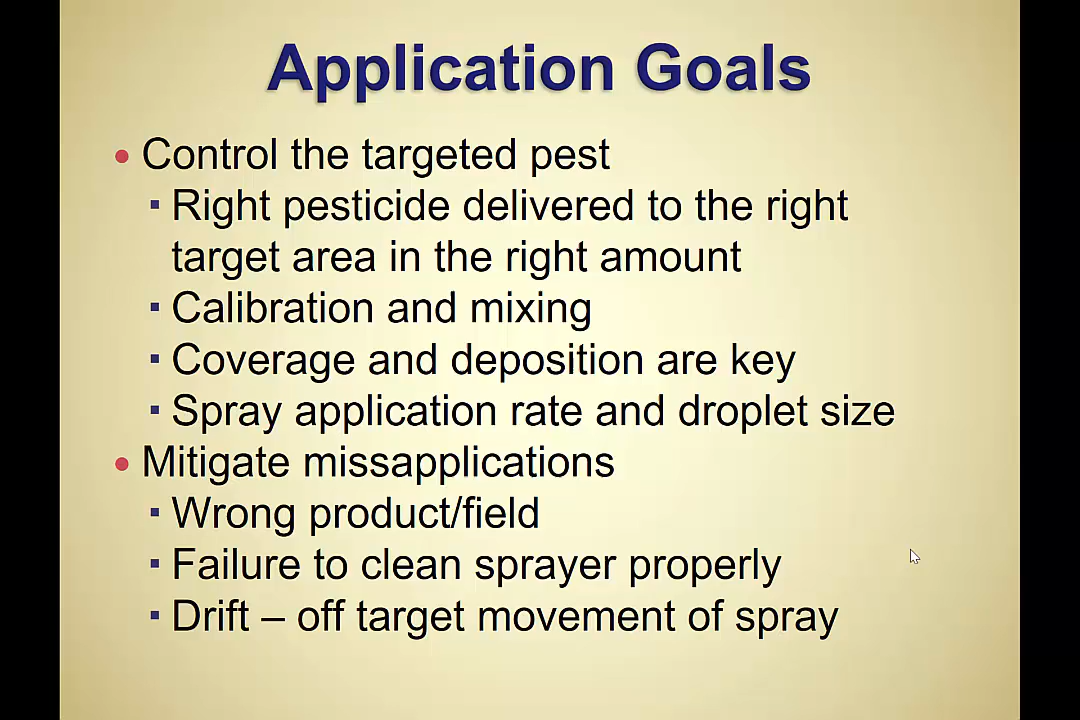 Application Goals
• Control the targeted pest
▪ Right pesticide delivered to the right
target area in the right amount
▪ Calibration and mixing
▪ Coverage and deposition are key
▪ Spray application rate and droplet size
• Mitigate missapplications
▪ Wrong product/field
▪ Failure to clean sprayer properly
▪ Drift – off target movement of spray